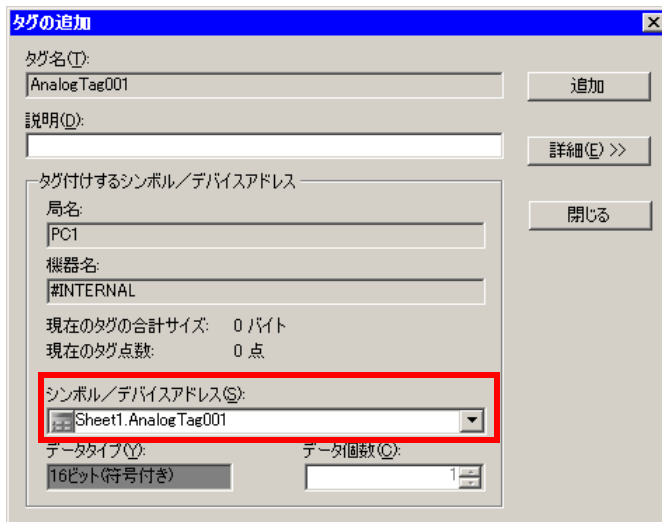 タグの追加
タグ名(T):
AnalogTag001
追加
説明(D):
詳細(E) >>
タグ付けするシンボル／デバイスアドレス
局名:
PC1
閉じる
機器名:
#INTERNAL
現在のタグの合計サイズ: 0 バイト
現在のタグ点数: 0 点
シンボル／デバイスアドレス(S):
Sheet1.AnalogTag001
データタイプ(Y): データ個数(C):
16ビット(符号付き) 1